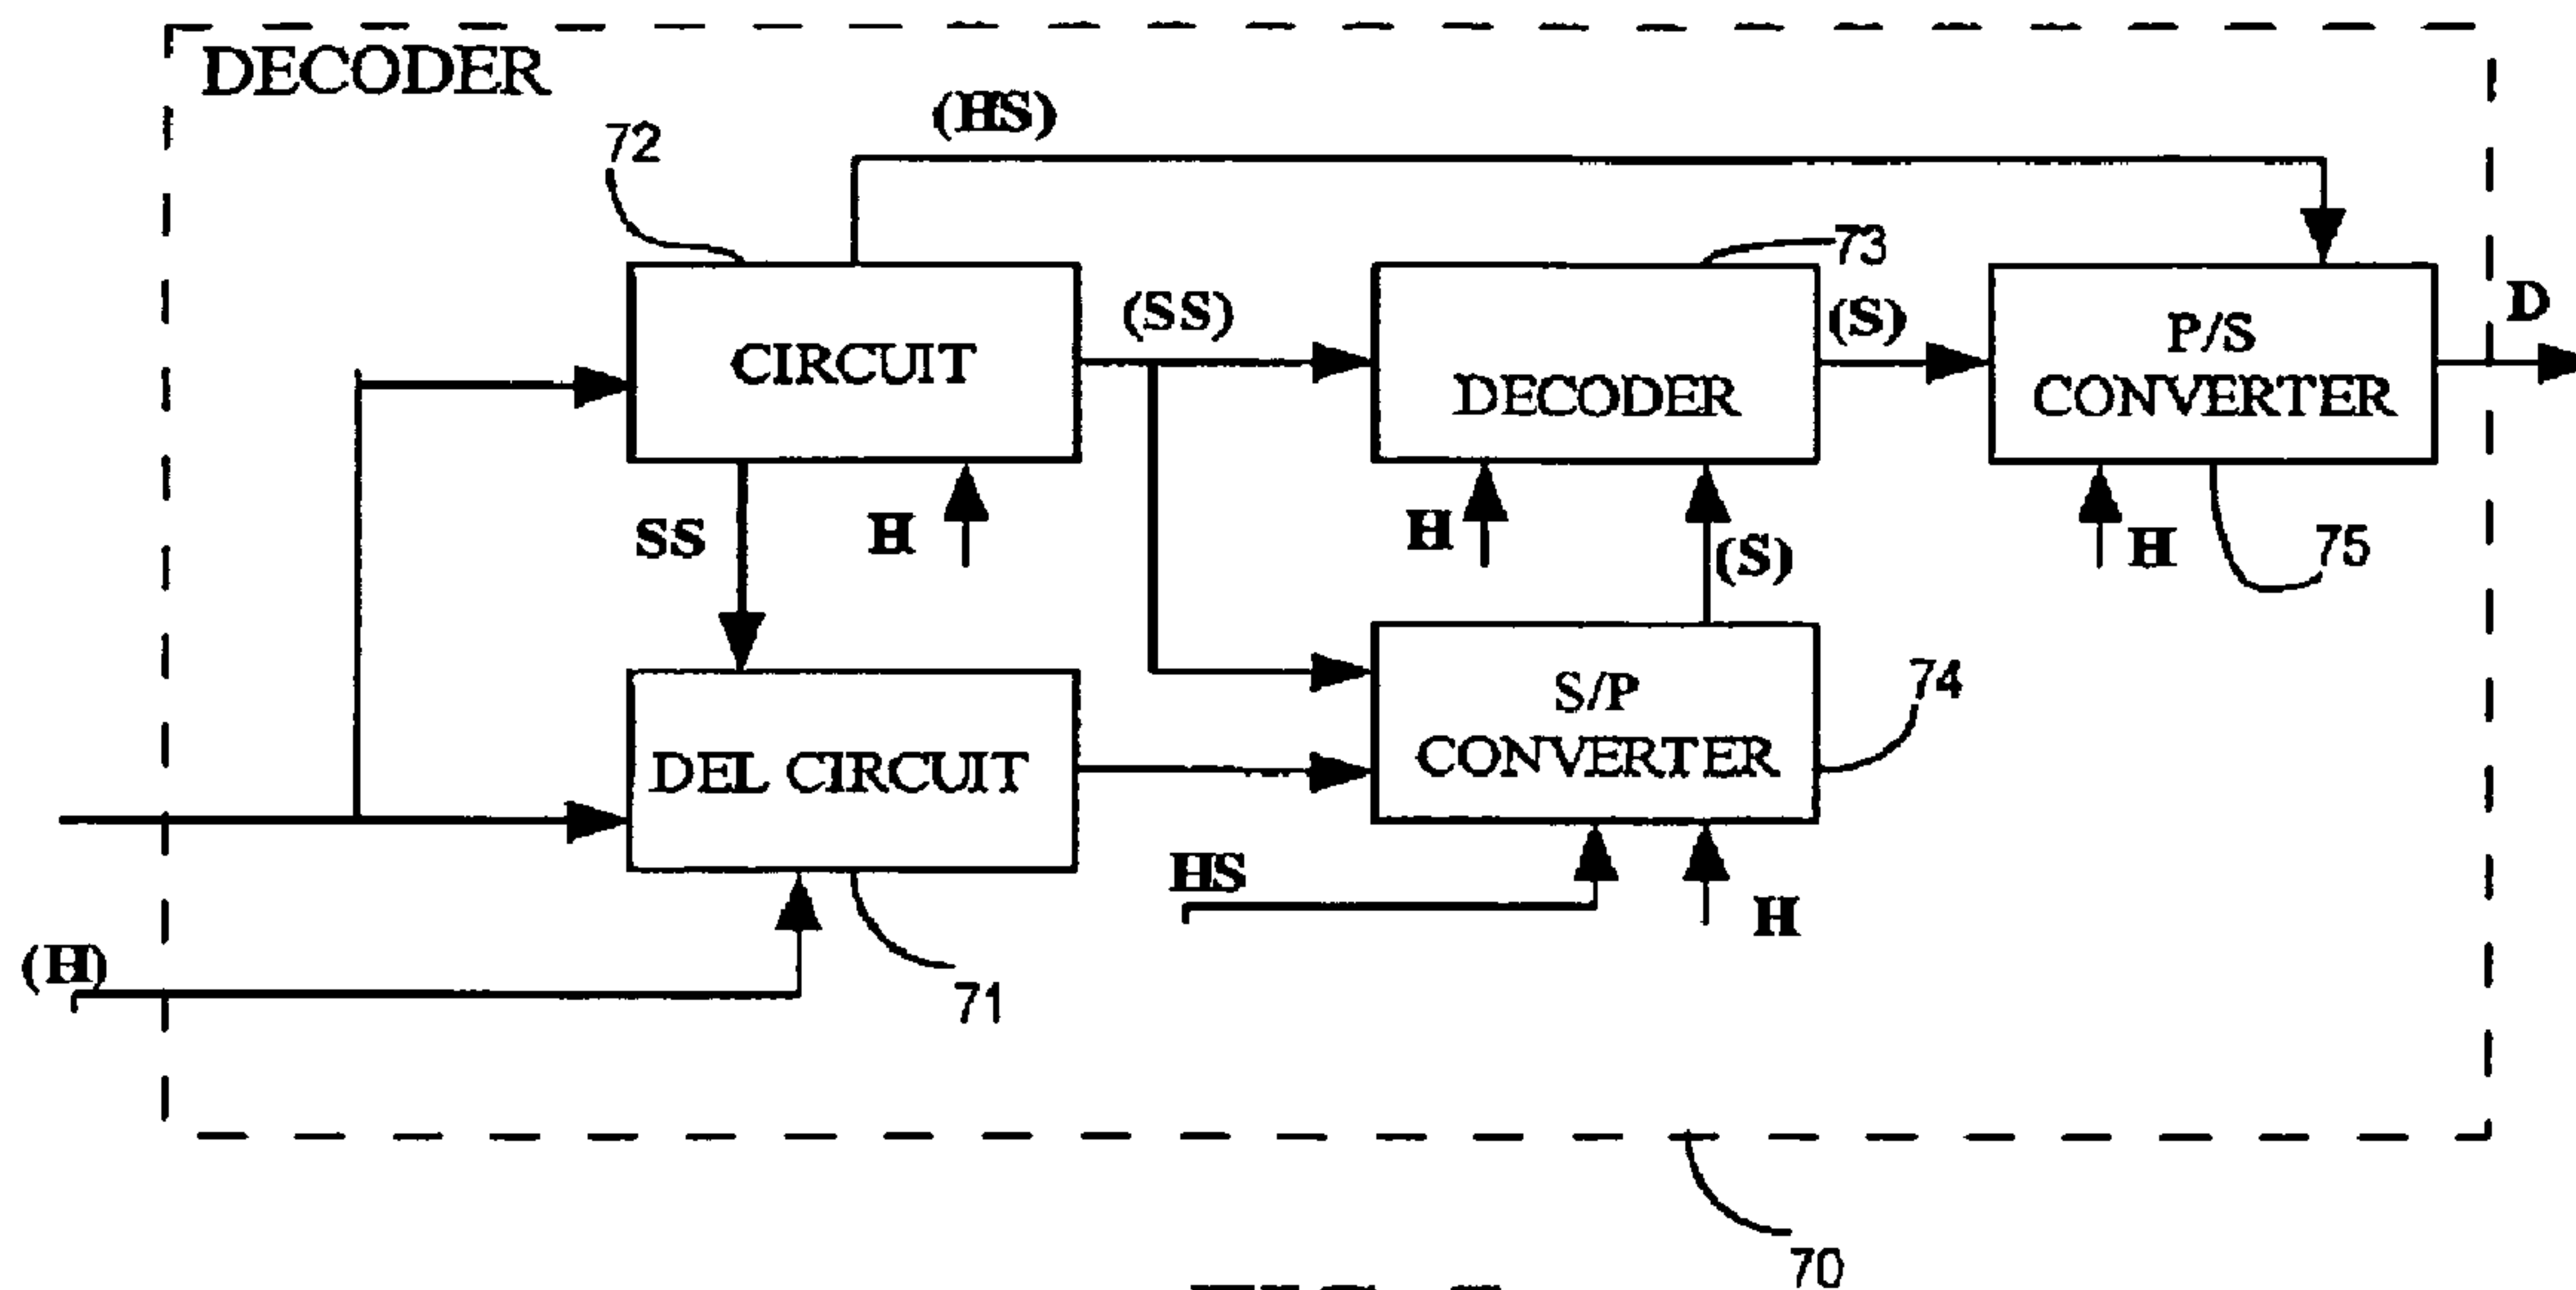 DECODER
(HS)
72
73
(SS)
(S)
D
CIRCUIT
DECODER
P/S
CONVERTER
SS
H
H
(S)
H
75
S/P
CONVERTER
74
DEL CIRCUIT
HS
H
(H)
71
70